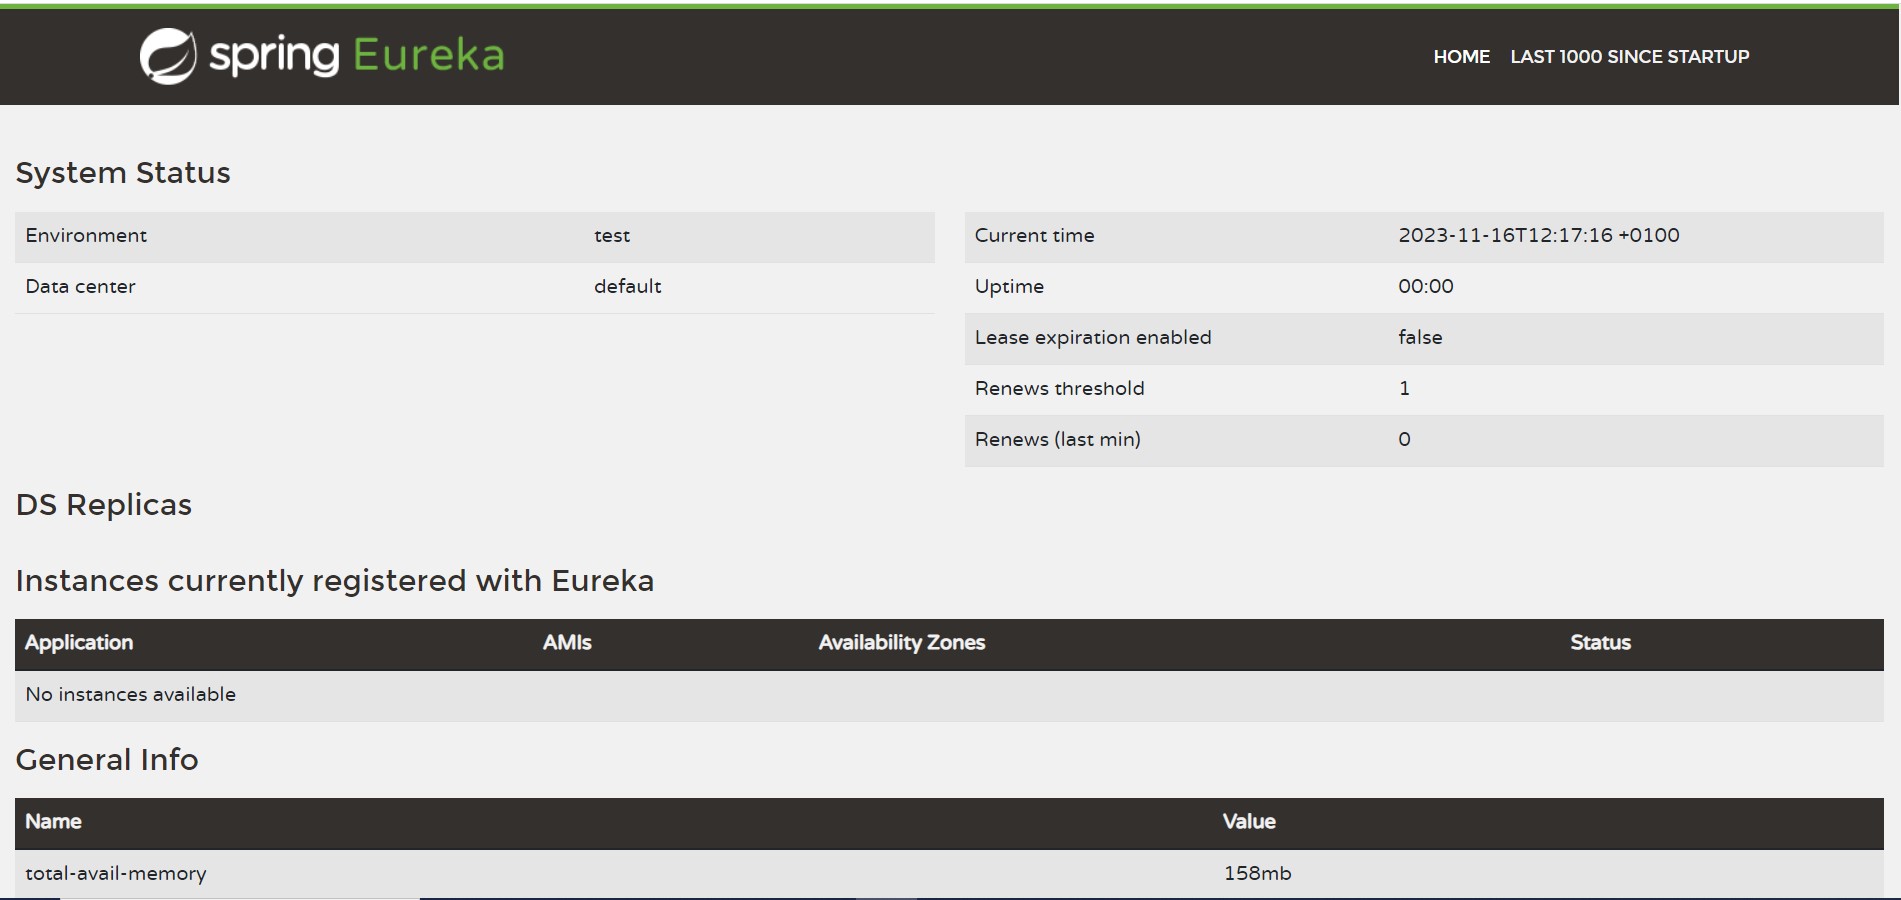 spring Eureka
HOME LAST 1000 SINCE STARTUP
System Status
Environment test
Data center default
Current time 2023-11-16T12:17:16 +0100
Uptime 00:00
Lease expiration enabled false
Renews threshold 1
Renews (last min) 0
DS Replicas
Instances currently registered with Eureka
Application AMIs Availability Zones Status
No instances available
General Info
Name Value
total-avail-memory 158mb